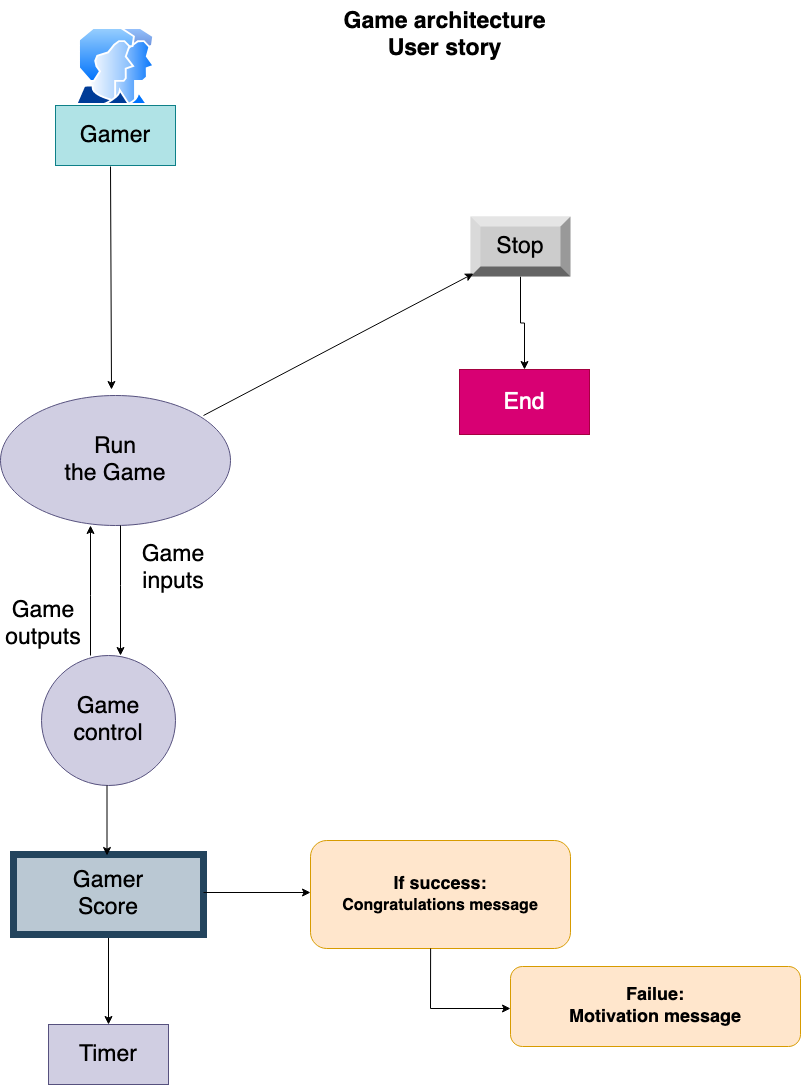 Game architecture
User story
Gamer
Stop
End
Run
the Game
Game
inputs
Game
outputs
Game
control
Gamer
Score
If success:
Congratulations message
Failue:
Motivation message
Timer